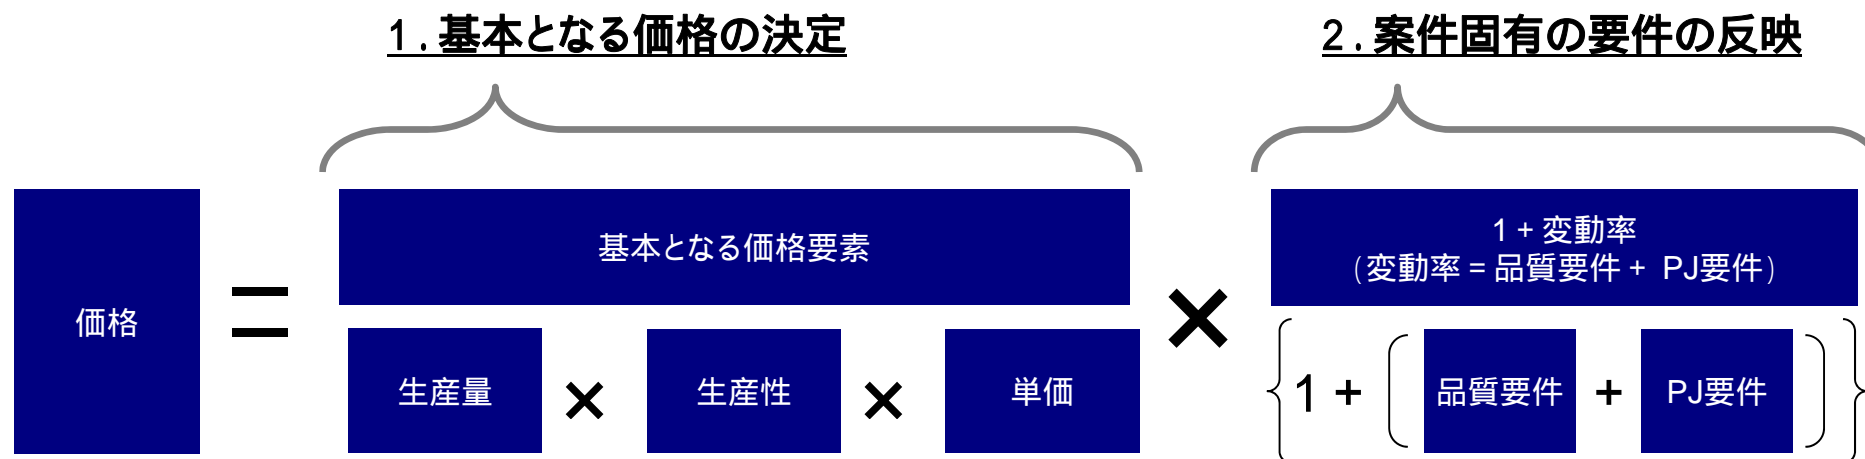 1.基本となる価格の決定
2.案件固有の要件の反映
価格
=
基本となる価格要素
生産量 × 生産性 × 単価
×
1 + 変動率
(変動率 = 品質要件 + PJ要件)
{1 + (品質要件 + PJ要件)}